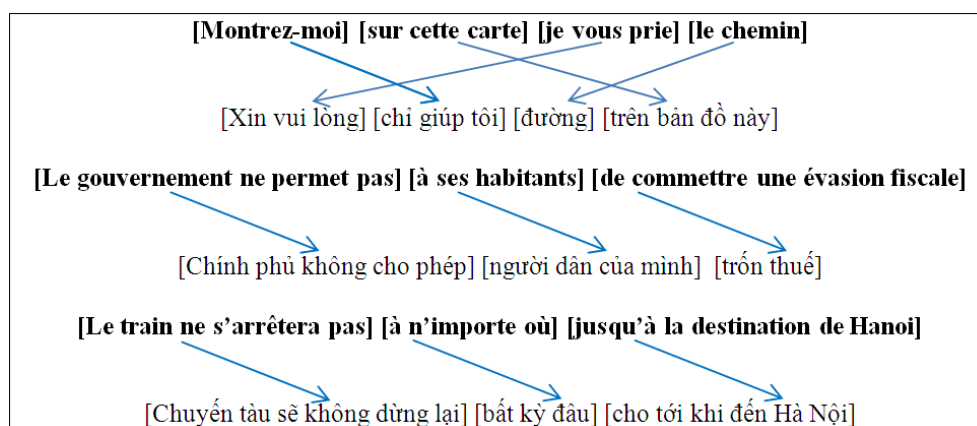 [Montrez-moi] [sur cette carte] [je vous prie] [le chemin]
[Xin vui lòng] [chỉ giúp tôi] [đường] [trên bản đồ này]
[Le gouvernement ne permet pas] [à ses habitants] [de commettre une évasion fiscale]
[Chính phủ không cho phép] [người dân của mình] [trốn thuế]
[Le train ne s’arrêtera pas] [à n’importe où] [jusqu’à la destination de Hanoi]
[Chuyến tàu sẽ không dừng lại] [bất kỳ đâu] [cho tới khi đến Hà Nội]